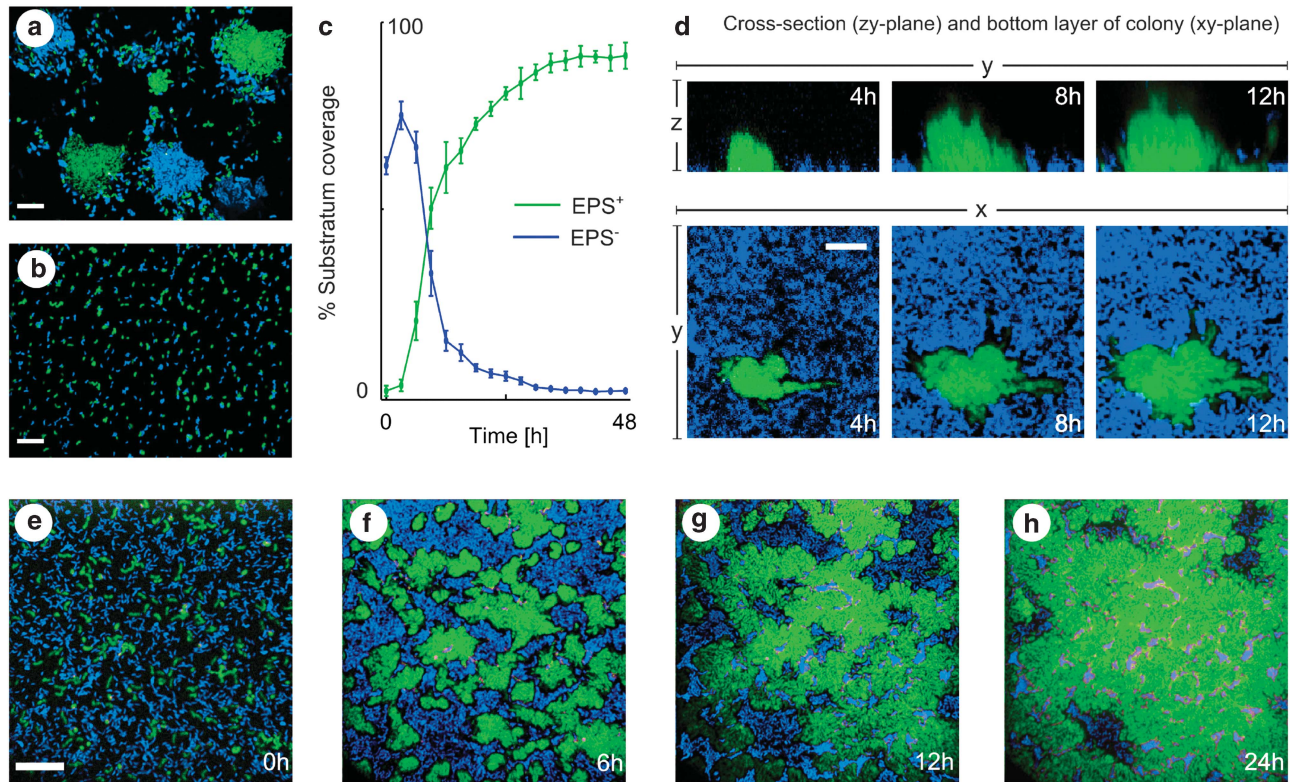 a
b
c
100
% Substratum coverage
0
EPS⁺
EPS⁻
0
48
Time [h]
d
Cross-section (zy-plane) and bottom layer of colony (xy-plane)
y
z
4h
8h
12h
x
y
4h
8h
12h
e
0h
f
6h
g
12h
h
24h